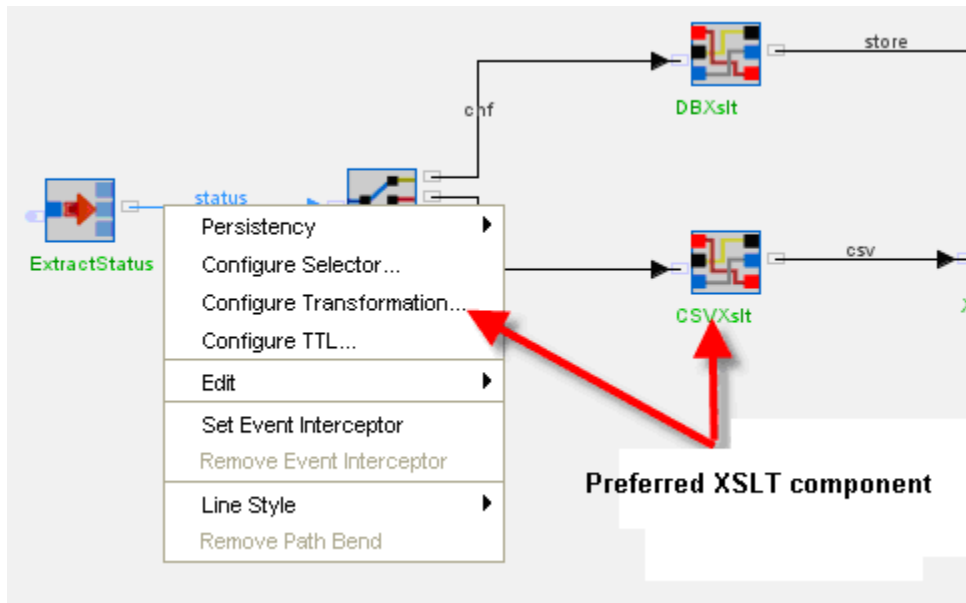 store
DBXslt
cnf
status
ExtractStatus
Persistency
Configure Selector...
Configure Transformation...
Configure TTL...
Edit
Set Event Interceptor
Remove Event Interceptor
Line Style
Remove Path Bend
csv
CSVXslt
Preferred XSLT component